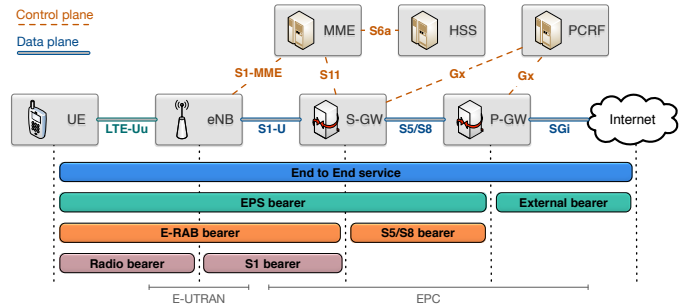 Control plane
Data plane
MME
S6a
HSS
PCRF
S1-MME
S11
Gx
Gx
UE
LTE-Uu
eNB
S1-U
S-GW
S5/S8
P-GW
SGi
Internet
End to End service
EPS bearer
External bearer
E-RAB bearer
S5/S8 bearer
Radio bearer
S1 bearer
E-UTRAN
EPC